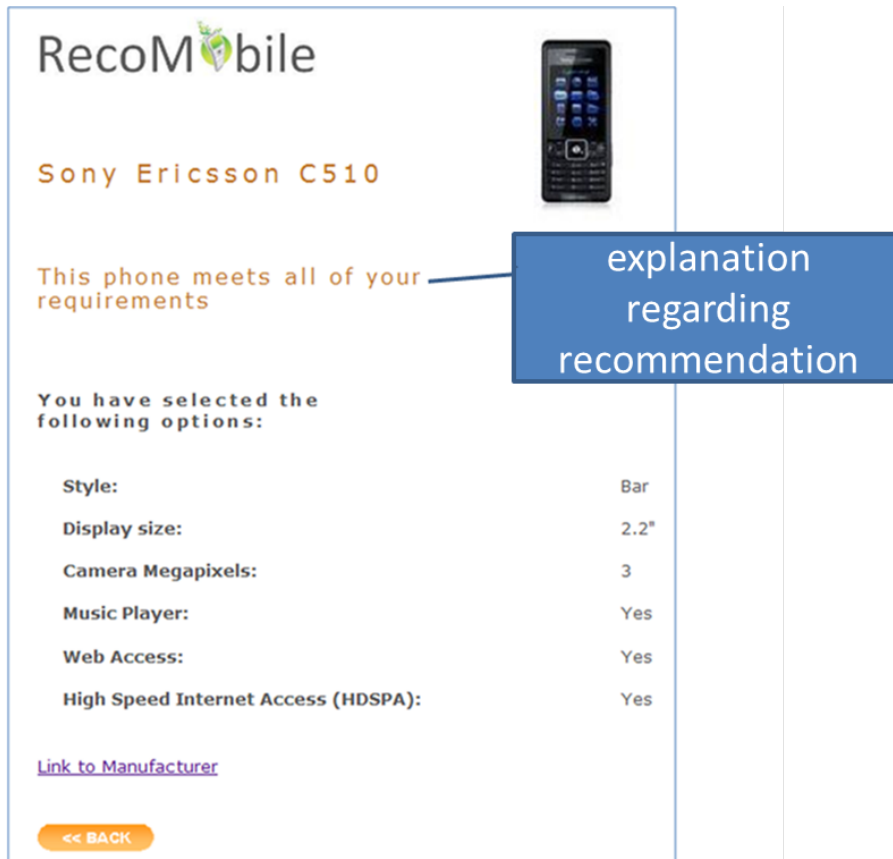 RecoMobile
Sony Ericsson C510
This phone meets all of your
requirements
explanation
regarding
recommendation
You have selected the
following options:
Style: Bar
Display size: 2.2"
Camera Megapixels: 3
Music Player: Yes
Web Access: Yes
High Speed Internet Access (HDSPA): Yes
Link to Manufacturer
<< BACK